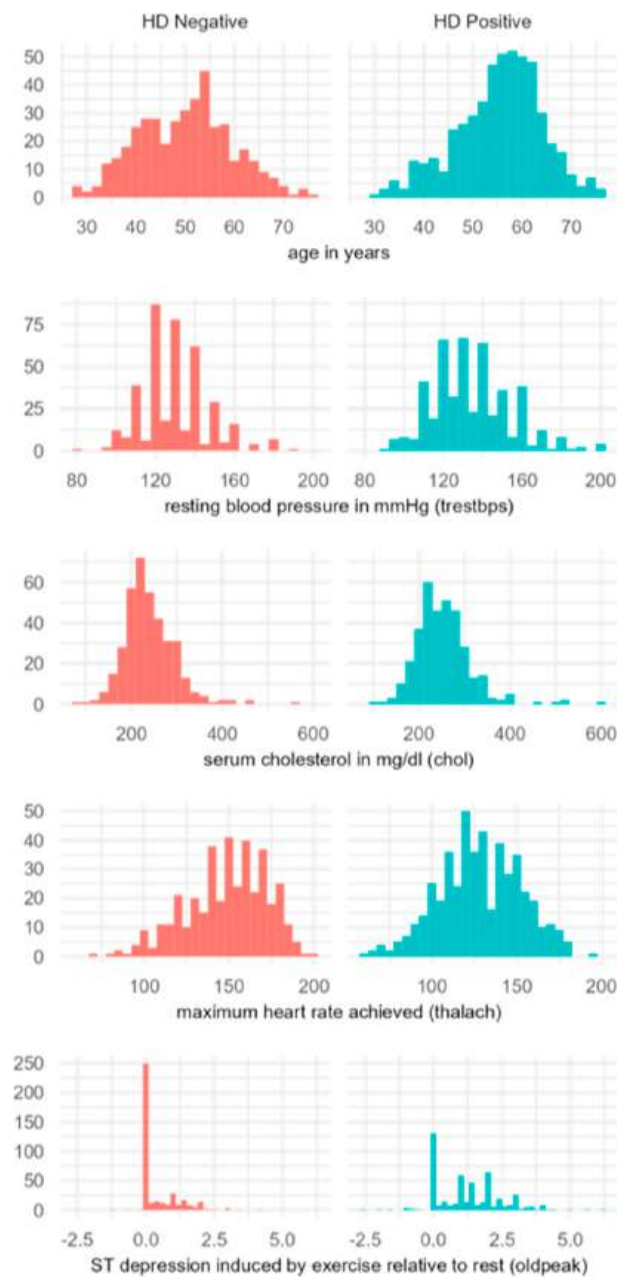 HD Negative HD Positive
50
40
30
20
10
0
30 40 50 60 70 30 40 50 60 70
age in years
75
50
25
0
80 120 160 200 80 120 160 200
resting blood pressure in mmHg (trestbps)
60
40
20
0
200 400 600 200 400 600
serum cholesterol in mg/dl (chol)
50
40
30
20
10
0
100 150 200 100 150 200
maximum heart rate achieved (thalach)
250
200
150
100
50
0
-2.5 0.0 2.5 5.0 -2.5 0.0 2.5 5.0
ST depression induced by exercise relative to rest (oldpeak)